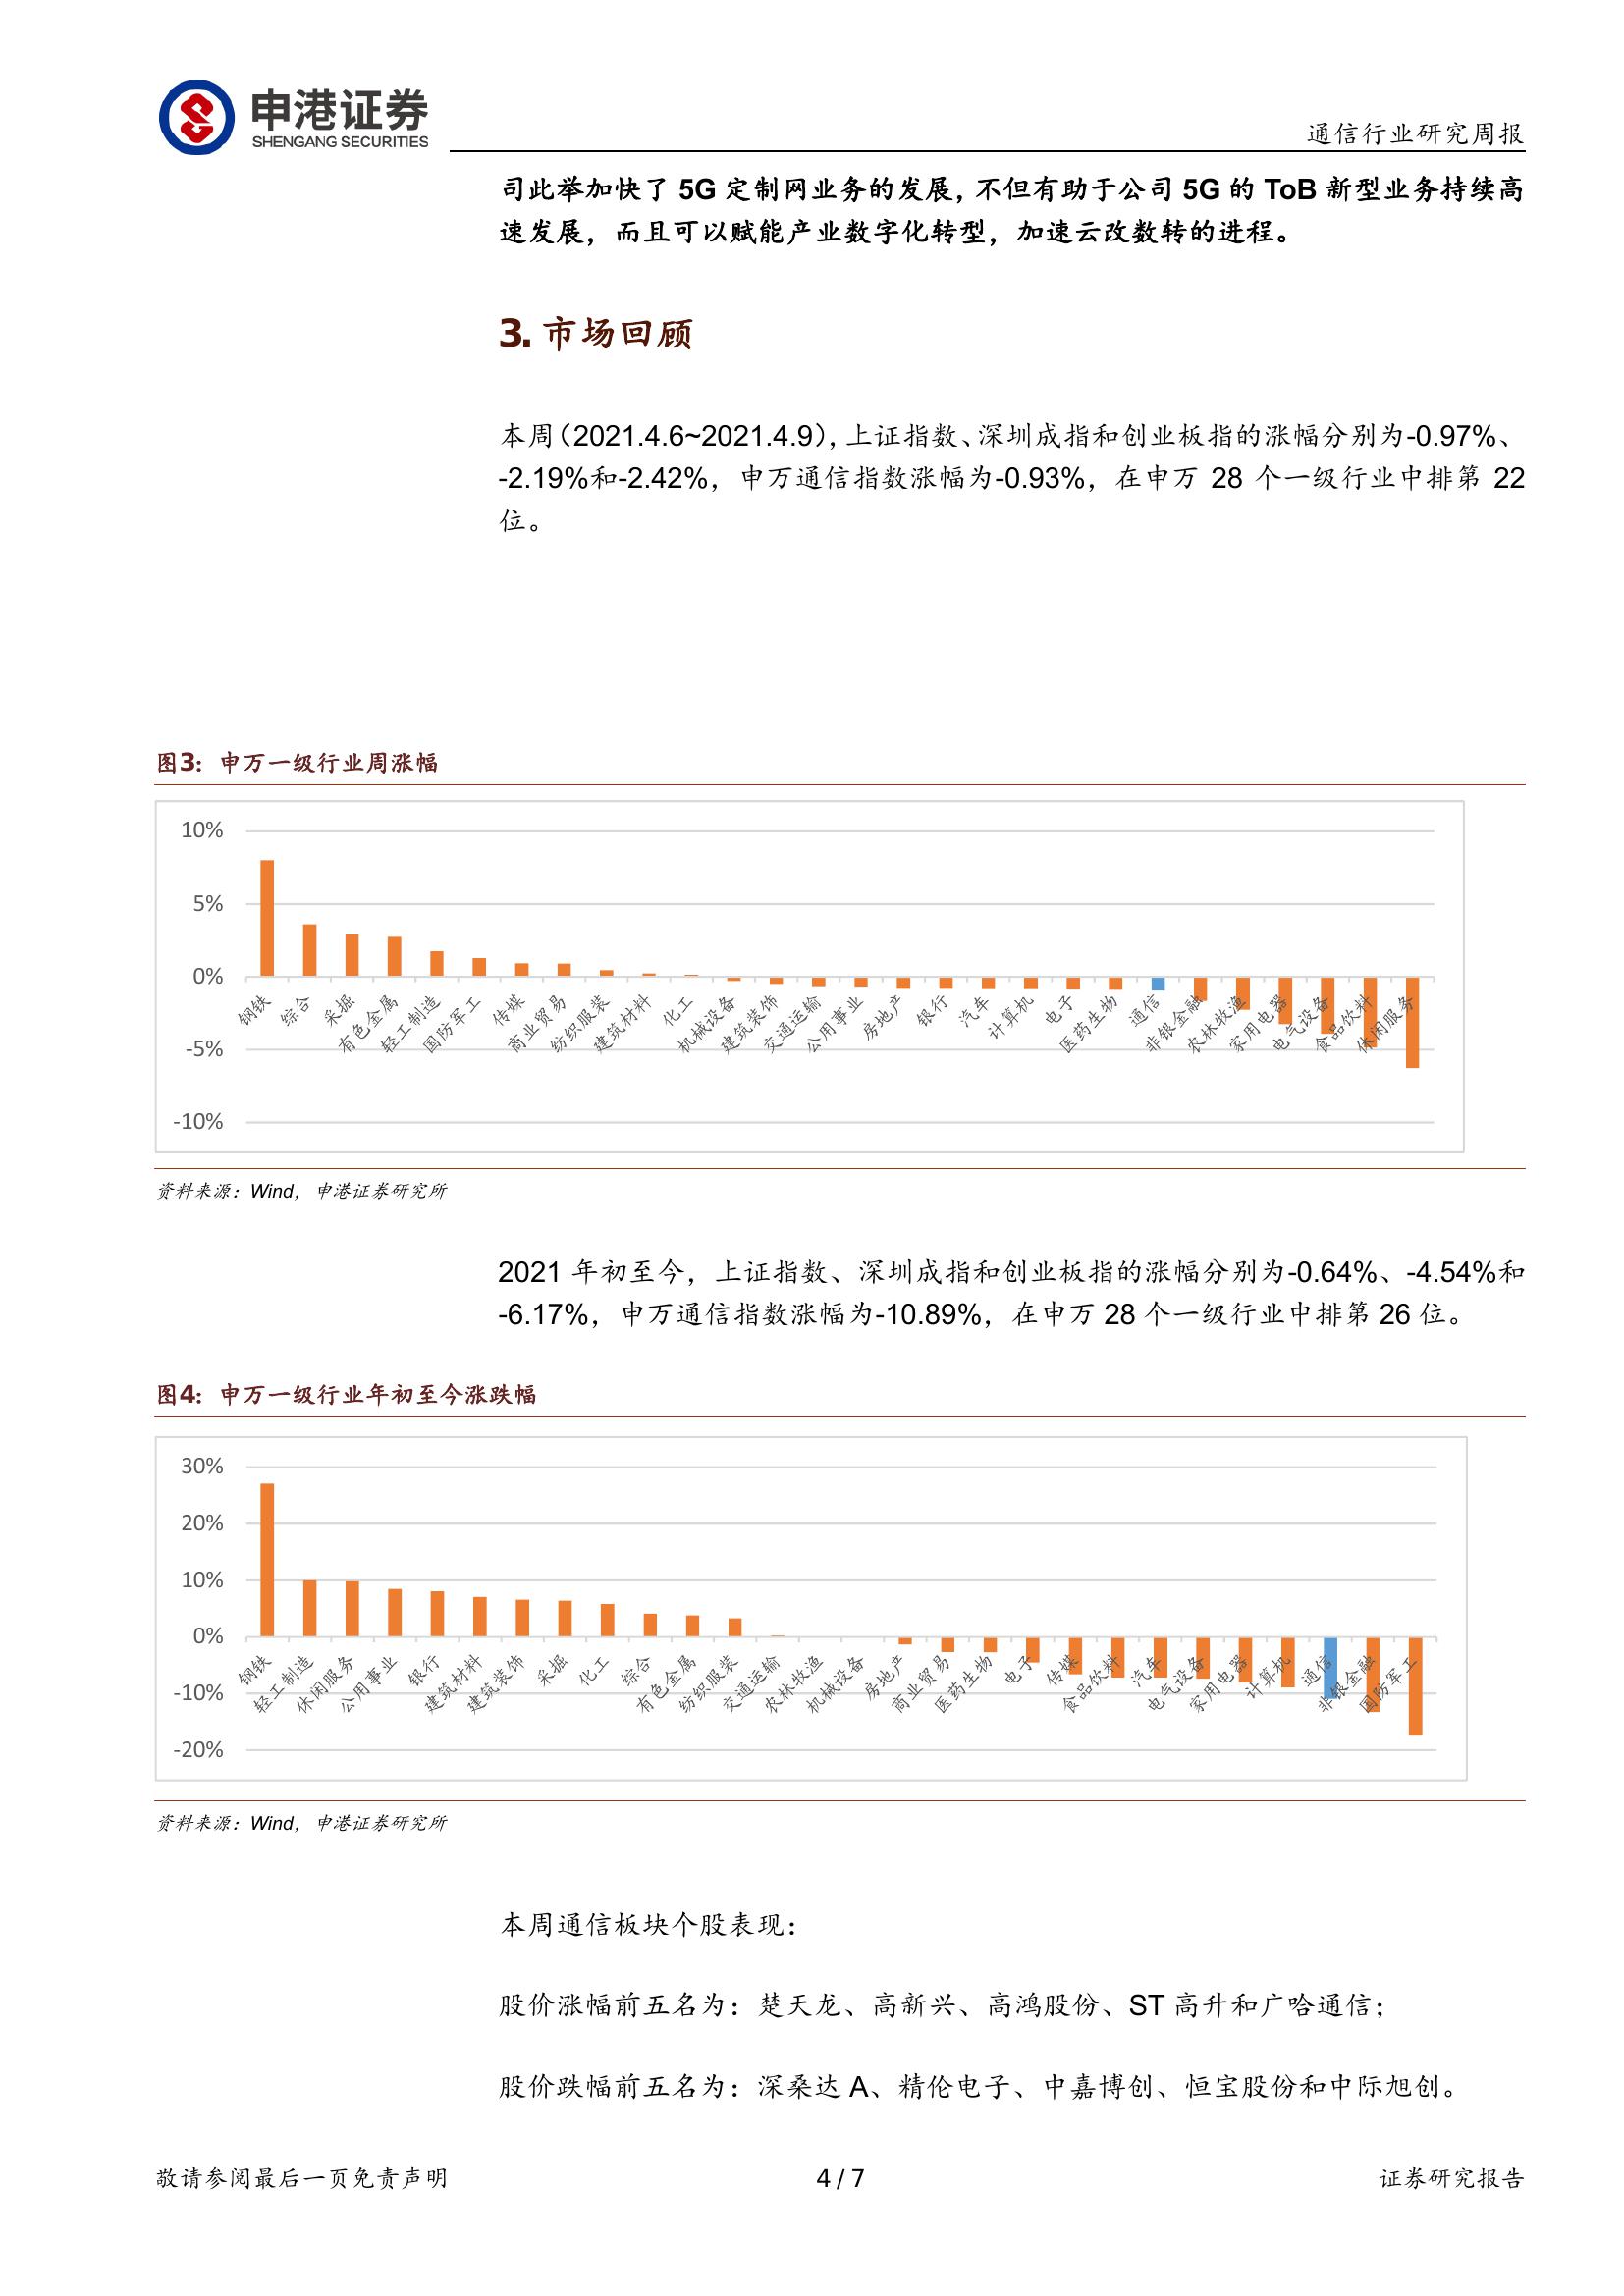 申港证券
SHENGANG SECURITIES
通信行业研究周报
司此举加快了 5G 定制网业务的发展，不但有助于公司 5G 的 ToB 新型业务持续高
速发展，而且可以赋能产业数字化转型，加速云改数转的进程。
3. 市场回顾
本周（2021.4.6~2021.4.9），上证指数、深圳成指和创业板指的涨幅分别为-0.97%、
-2.19%和-2.42%，申万通信指数涨幅为-0.93%，在申万 28 个一级行业中排第 22
位。
图3：申万一级行业周涨幅
10%
5%
0%
-5%
-10%
钢铁
综合
采掘
有色金属
轻工制造
国防军工
传媒
商业贸易
纺织服装
建筑材料
化工
机械设备
建筑装饰
交通运输
公用事业
房地产
银行
汽车
计算机
电子
医药生物
通信
非银金融
农林牧渔
家用电器
电气设备
食品饮料
休闲服务
资料来源：Wind，申港证券研究所
2021 年初至今，上证指数、深圳成指和创业板指的涨幅分别为-0.64%、-4.54%和
-6.17%，申万通信指数涨幅为-10.89%，在申万 28 个一级行业中排第 26 位。
图4：申万一级行业年初至今涨跌幅
30%
20%
10%
0%
-10%
-20%
钢铁
轻工制造
休闲服务
公用事业
银行
建筑材料
建筑装饰
采掘
化工
综合
有色金属
纺织服装
交通运输
农林牧渔
机械设备
房地产
商业贸易
医药生物
电子
传媒
食品饮料
汽车
电气设备
家用电器
计算机
通信
非银金融
国防军工
资料来源：Wind，申港证券研究所
本周通信板块个股表现：
股价涨幅前五名为：楚天龙、高新兴、高鸿股份、ST 高升和广哈通信；
股价跌幅前五名为：深桑达 A、精伦电子、中嘉博创、恒宝股份和中际旭创。
敬请参阅最后一页免责声明
4 / 7
证券研究报告